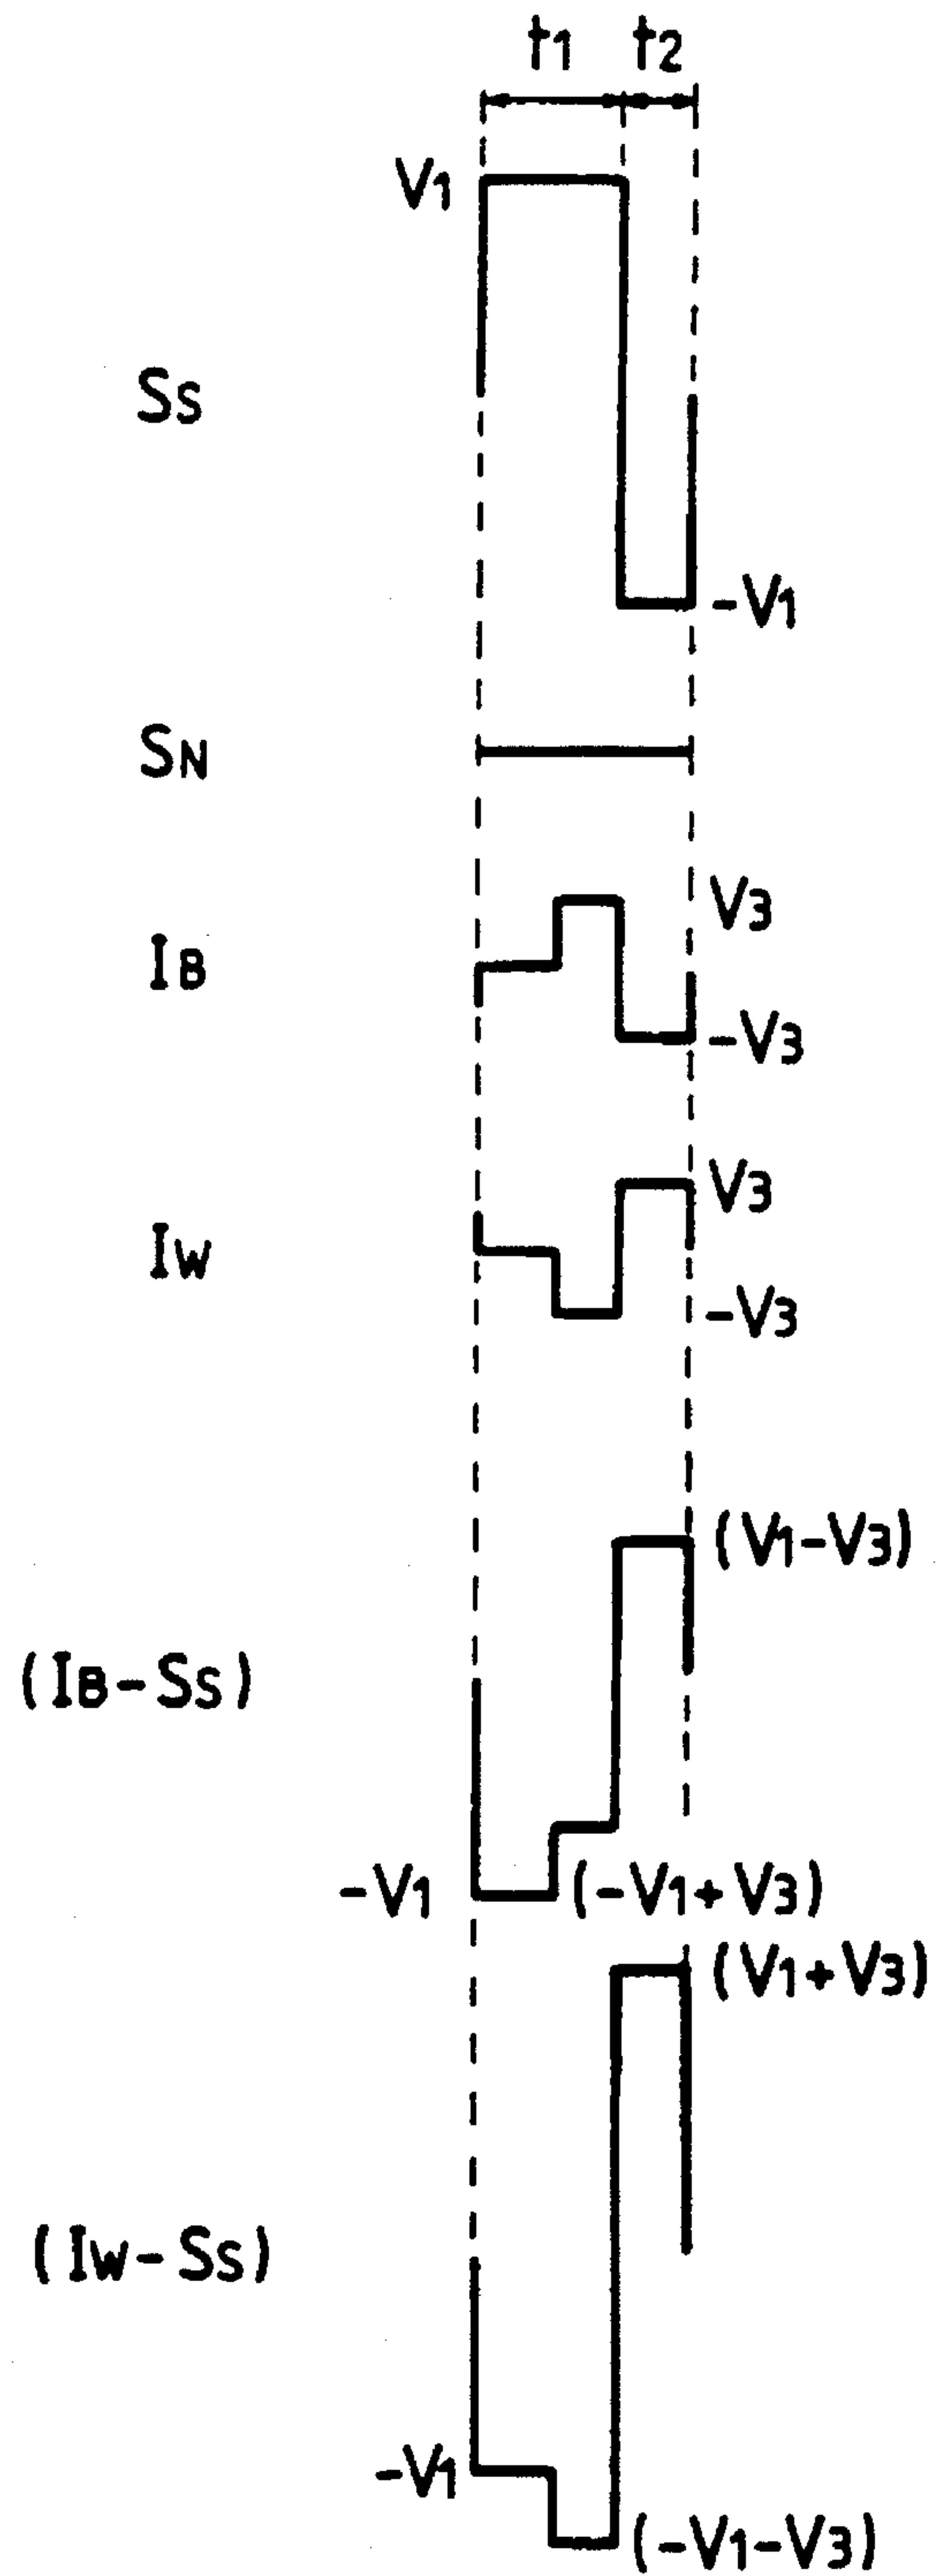 t1 t2
V1
Ss
-V1
SN
V3
IB
-V3
V3
IW
-V3
(V1-V3)
(IB-Ss)
-V1 (-V1+V3)
(V1+V3)
(IW-Ss)
-V1
(-V1-V3)